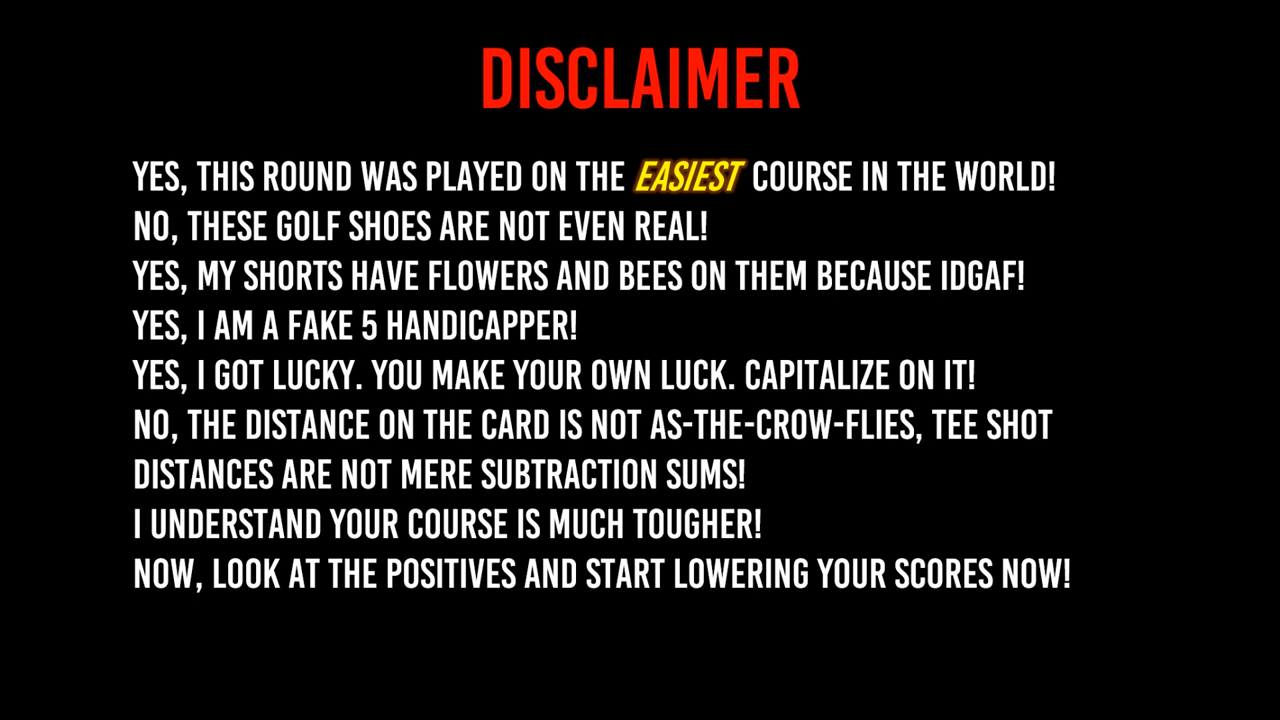 DISCLAIMER
YES, THIS ROUND WAS PLAYED ON THE EASIEST COURSE IN THE WORLD!
NO, THESE GOLF SHOES ARE NOT EVEN REAL!
YES, MY SHORTS HAVE FLOWERS AND BEES ON THEM BECAUSE IDGAF!
YES, I AM A FAKE 5 HANDICAPPER!
YES, I GOT LUCKY. YOU MAKE YOUR OWN LUCK. CAPITALIZE ON IT!
NO, THE DISTANCE ON THE CARD IS NOT AS-THE-CROW-FLIES, TEE SHOT
DISTANCES ARE NOT MERE SUBTRACTION SUMS!
I UNDERSTAND YOUR COURSE IS MUCH TOUGHER!
NOW, LOOK AT THE POSITIVES AND START LOWERING YOUR SCORES NOW!